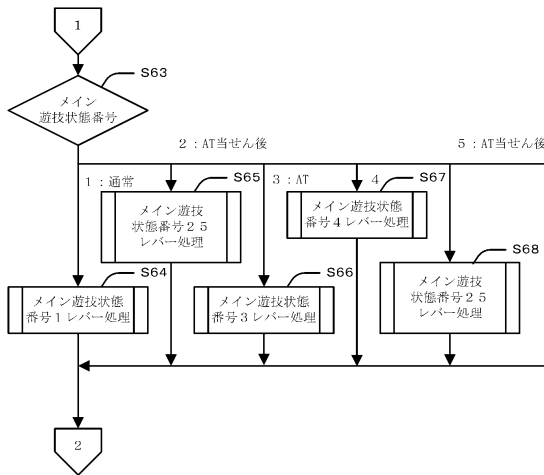 1
S63
メイン
遊技状態番号
2：AT当せん後
5：AT当せん後
1：通常
S65
3：AT
4
S67
メイン遊技
状態番号２５
レバー処理
メイン遊技状態
番号４レバー処理
S64
S66
S68
メイン遊技状態
番号１レバー処理
メイン遊技状態
番号３レバー処理
メイン遊技
状態番号２５
レバー処理
2